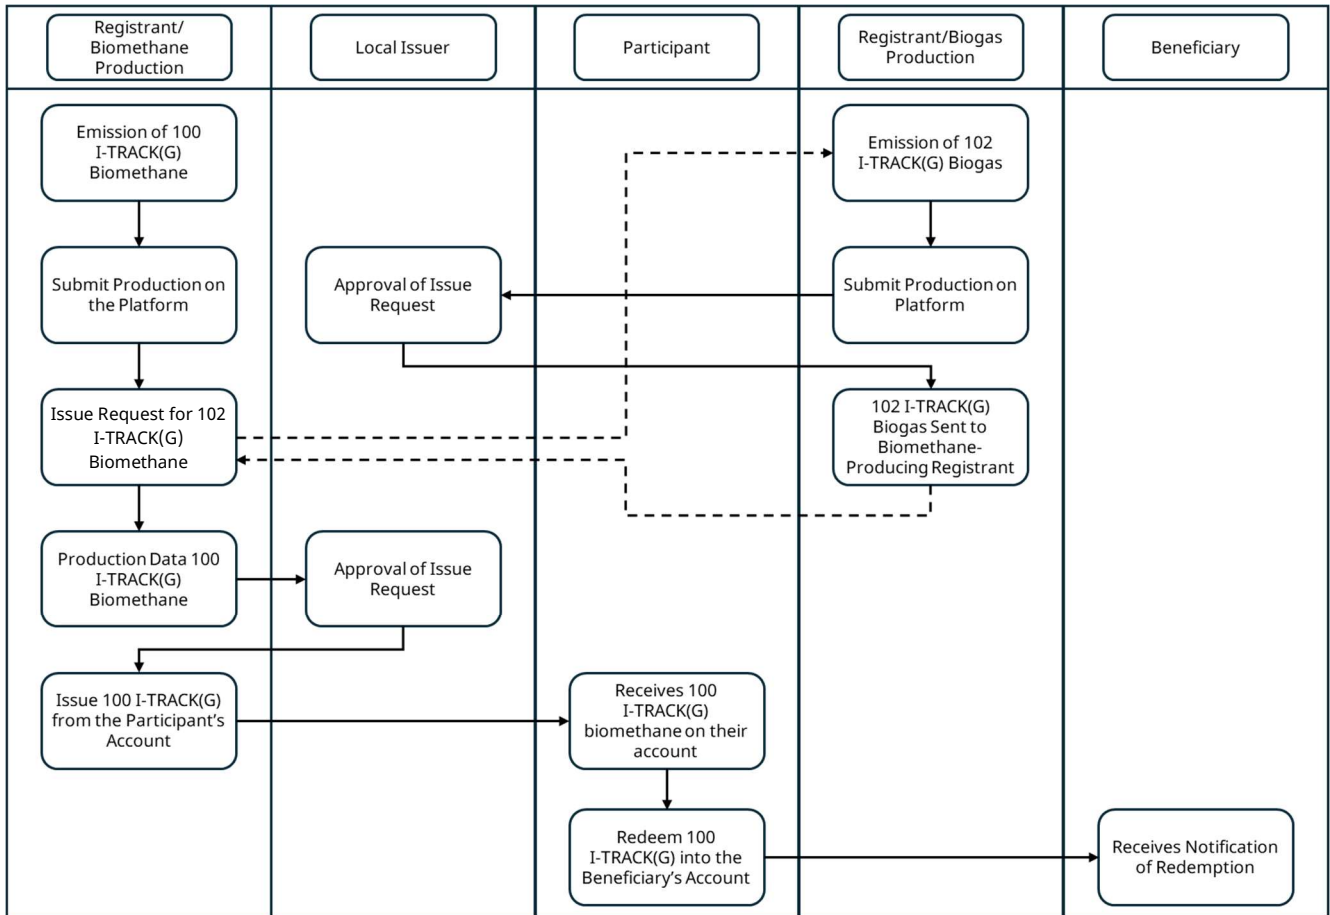 Registrant/
Biomethane
Production
Local Issuer
Participant
Registrant/Biogas
Production
Beneficiary
Emission of 100
I-TRACK(G)
Biomethane
Emission of 102
I-TRACK(G) Biogas
Submit Production on
the Platform
Approval of Issue
Request
Submit Production on
Platform
Issue Request for 102
I-TRACK(G)
Biomethane
102 I-TRACK(G)
Biogas Sent to
Biomethane-
Producing Registrant
Production Data 100
I-TRACK(G)
Biomethane
Approval of Issue
Request
Issue 100 I-TRACK(G)
from the Participant’s
Account
Receives 100
I-TRACK(G)
biomethane on their
account
Redeem 100
I-TRACK(G) into the
Beneficiary’s Account
Receives Notification
of Redemption